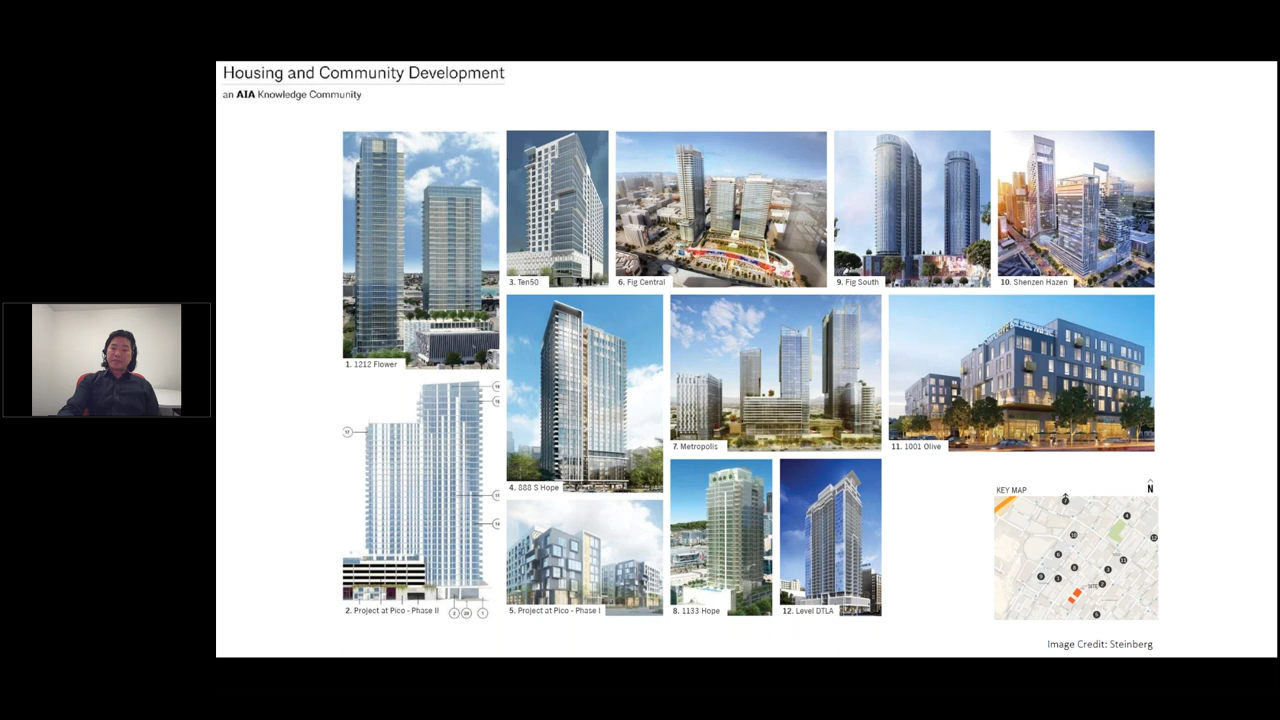 Housing and Community Development
an AIA Knowledge Community
1. 1212 Flower
3. Ten50
6. Fig Central
9. Fig South
10. Shenzen Hazen
4. 888 S Hope
7. Metropolis
11. 1001 Olive
2. Project at Pico - Phase II
5. Project at Pico - Phase I
8. 1133 Hope
12. Level DTLA
KEY MAP
N
SITE
Image Credit: Steinberg